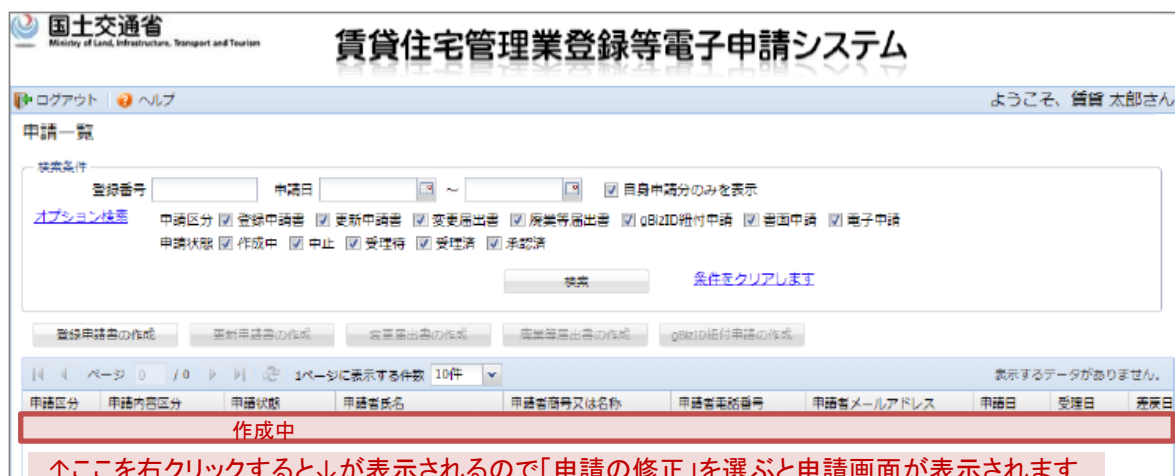 国土交通省
Ministry of Land, Infrastructure, Transport and Tourism
賃貸住宅管理業登録等電子申請システム
ログアウト ヘルプ ようこそ、賃貸 太郎さん
申請一覧
検索条件
登録番号 申請日 ～ 自身申請分のみを表示
オプション検索 申請区分 登録申請書 更新申請書 変更届出書 廃業等届出書 gBizID紐付申請 書面申請 電子申請
申請状態 作成中 中止 受理待 受理済 承認済
検索 条件をクリアします
登録申請書の作成 更新申請書の作成 変更届出書の作成 廃業等届出書の作成 gBizID紐付申請の作成
ページ 0 / 0 1ページに表示する件数 10件 表示するデータがありません。
申請区分 申請内容区分 申請状態 申請者氏名 申請者商号又は名称 申請者電話番号 申請者メールアドレス 申請日 受理日 差戻日
作成中
↑ここを右クリックすると↓が表示されるので「申請の修正」を選ぶと申請画面が表示されます